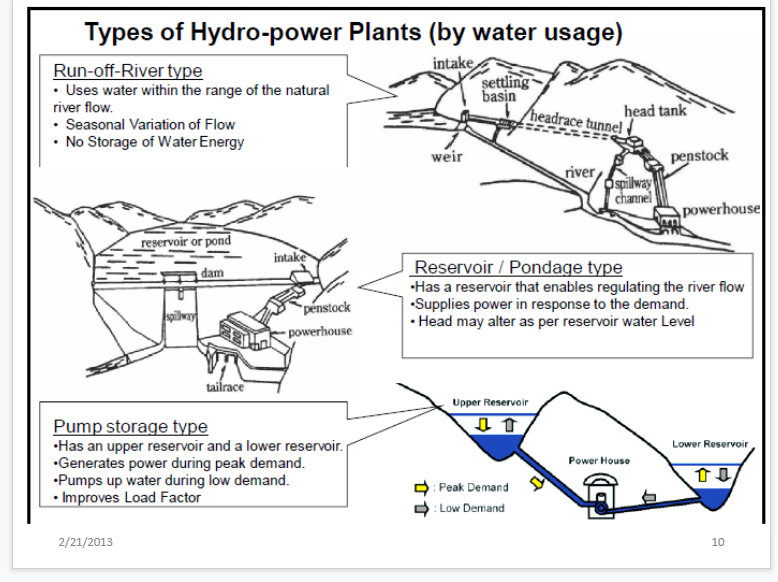 Types of Hydro-power Plants (by water usage)
Run-off-River type
• Uses water within the range of the natural
river flow.
• Seasonal Variation of Flow
• No Storage of Water Energy
intake
settling
basin
headrace tunnel
head tank
weir
river
penstock
spillway
channel
powerhouse
reservoir or pond
intake
dam
penstock
spillway
powerhouse
tailrace
Reservoir / Pondage type
•Has a reservoir that enables regulating the river flow
•Supplies power in response to the demand.
• Head may alter as per reservoir water Level
Pump storage type
•Has an upper reservoir and a lower reservoir.
•Generates power during peak demand.
•Pumps up water during low demand.
• Improves Load Factor
Upper Reservoir
Lower Reservoir
Power House
: Peak Demand
: Low Demand
2/21/2013
10